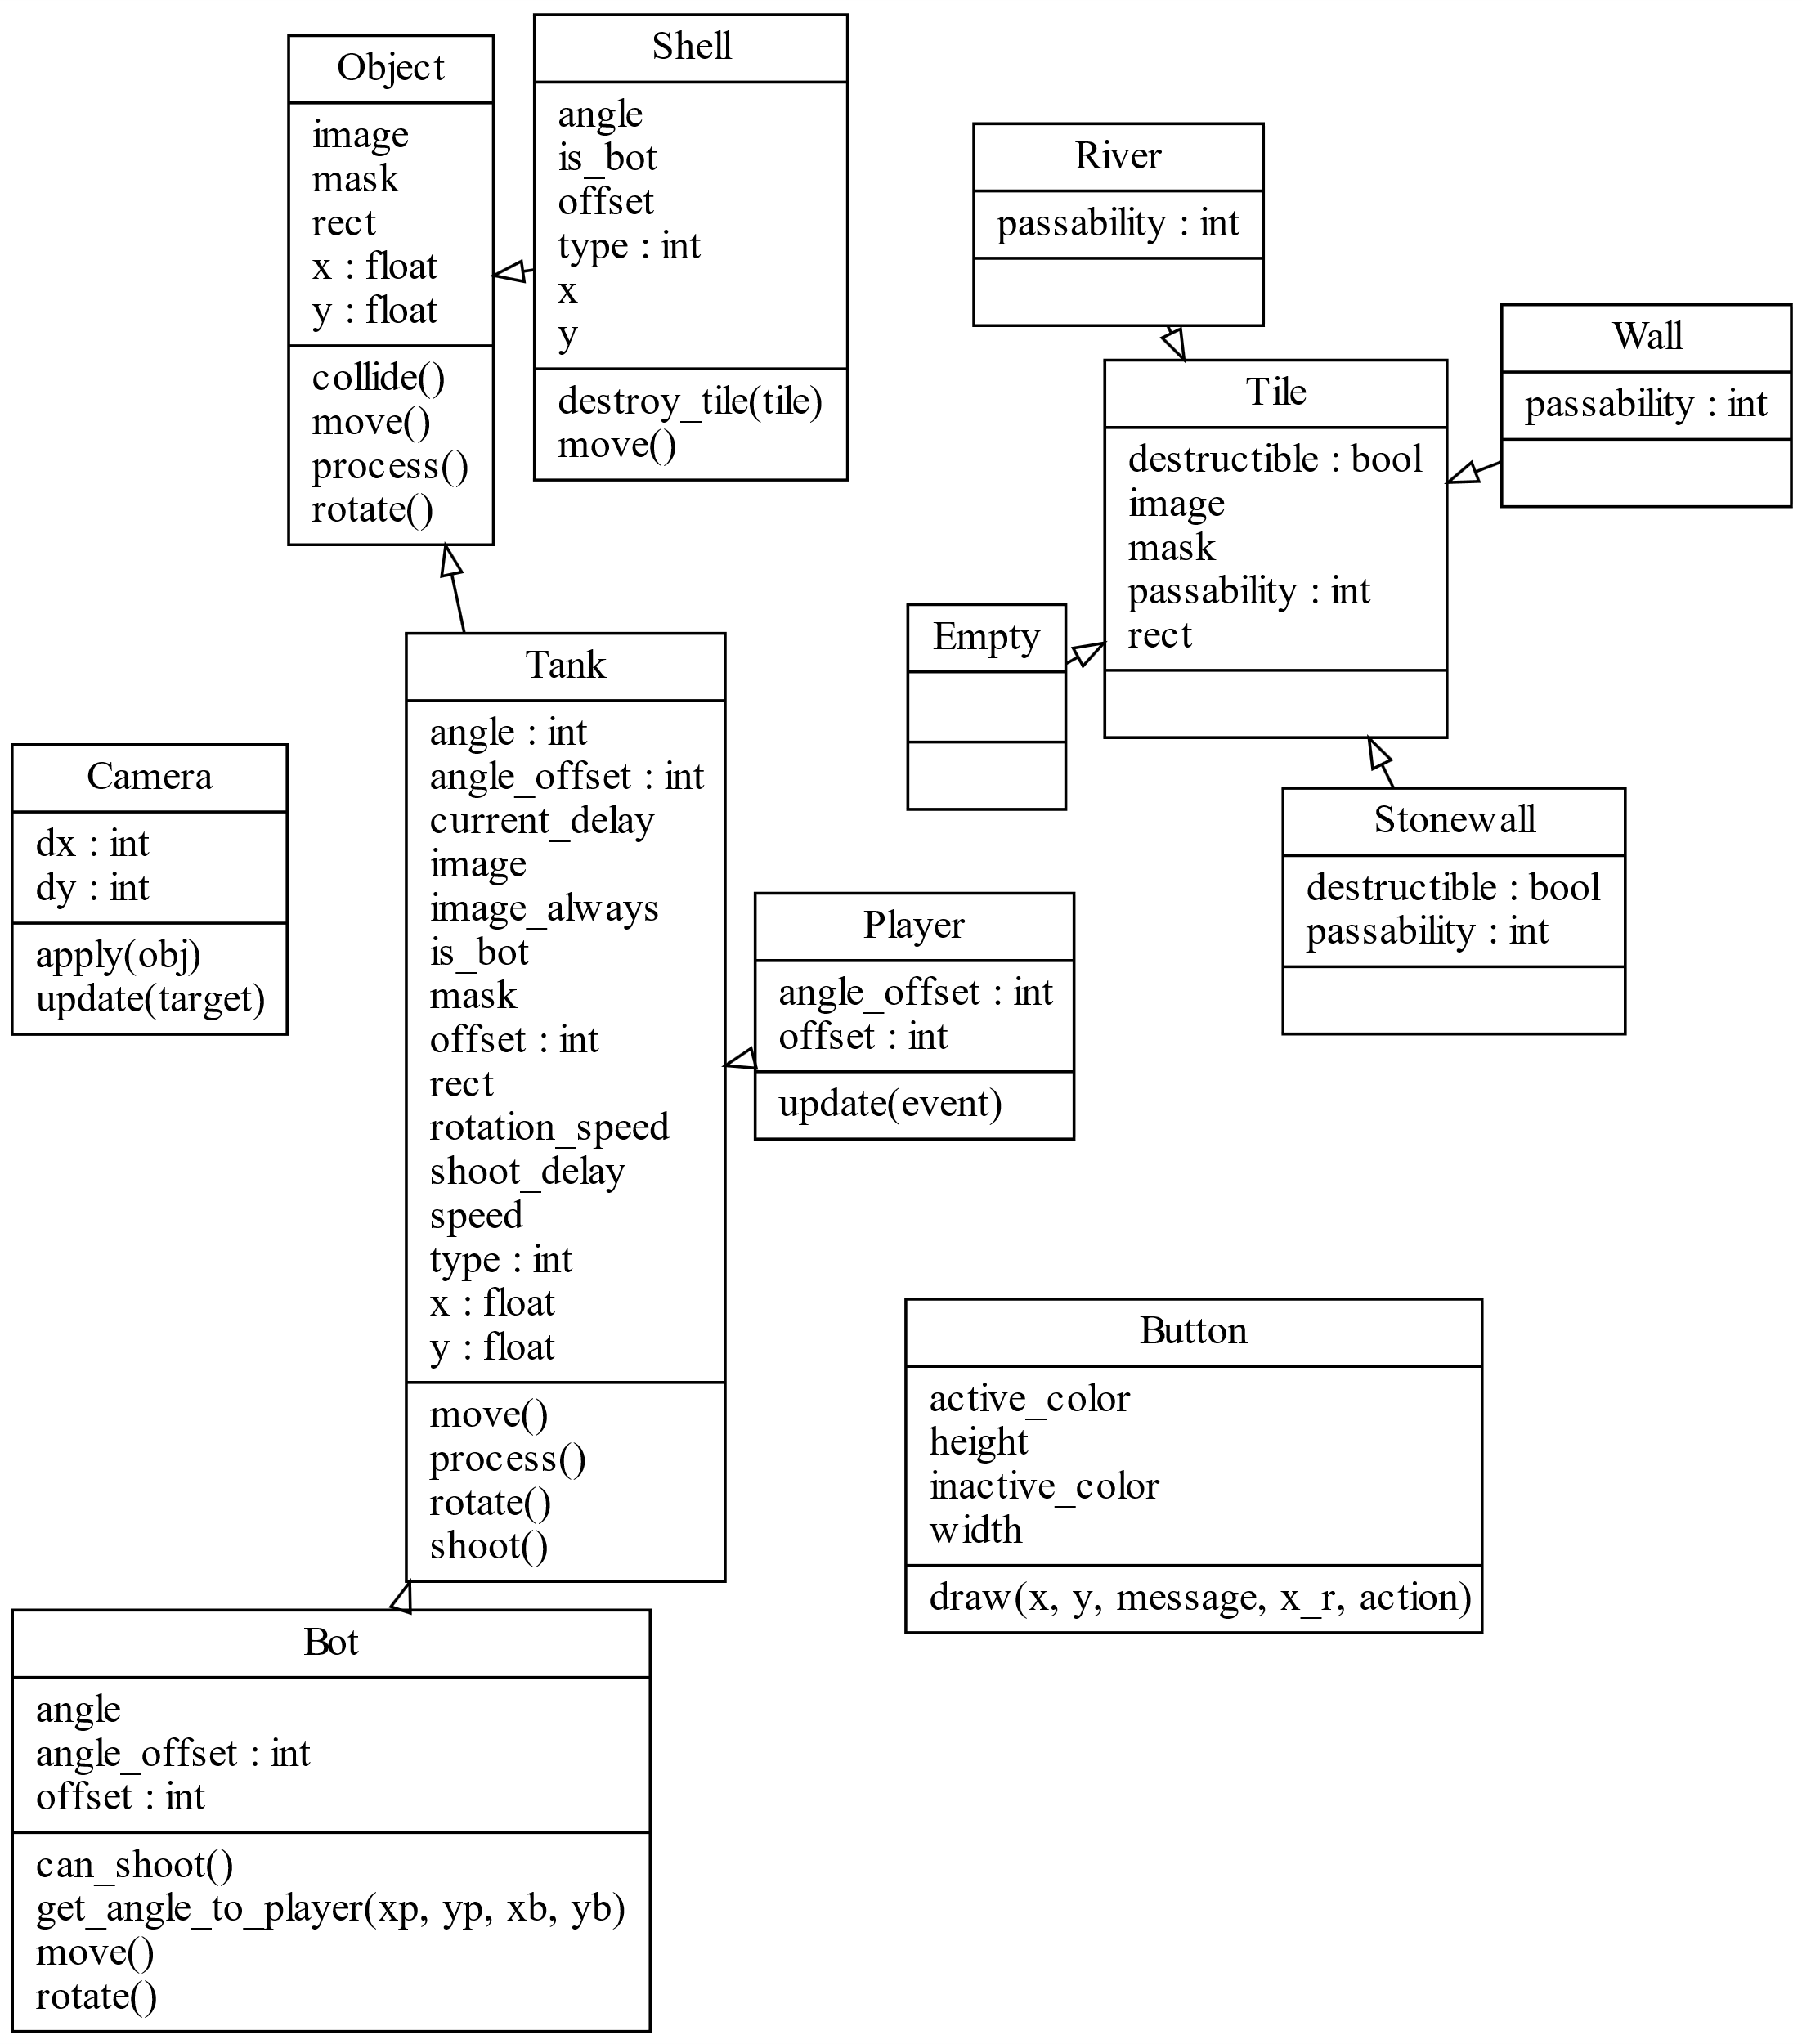 Object
image
mask
rect
x : float
y : float
collide()
move()
process()
rotate()
Shell
angle
is_bot
offset
type : int
x
y
destroy_tile(tile)
move()
River
passability : int
Wall
passability : int
Tile
destructible : bool
image
mask
passability : int
rect
Empty
Stonewall
destructible : bool
passability : int
Camera
dx : int
dy : int
apply(obj)
update(target)
Tank
angle : int
angle_offset : int
current_delay
image
image_always
is_bot
mask
offset : int
rect
rotation_speed
shoot_delay
speed
type : int
x : float
y : float
move()
process()
rotate()
shoot()
Player
angle_offset : int
offset : int
update(event)
Button
active_color
height
inactive_color
width
draw(x, y, message, x_r, action)
Bot
angle
angle_offset : int
offset : int
can_shoot()
get_angle_to_player(xp, yp, xb, yb)
move()
rotate()